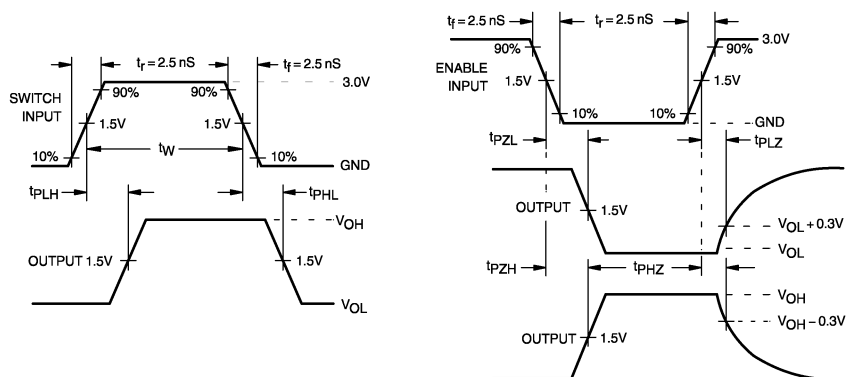 tr = 2.5 nS
tf = 2.5 nS
3.0V
90%
90%
SWITCH
INPUT
1.5V
1.5V
10%
tW
10%
GND
tPLH
tPHL
VOH
OUTPUT 1.5V
1.5V
VOL
tf = 2.5 nS
tr = 2.5 nS
3.0V
90%
90%
ENABLE
INPUT
1.5V
1.5V
10%
10%
GND
tPZL
tPLZ
OUTPUT
1.5V
VOL + 0.3V
VOL
tPZH
tPHZ
VOH
VOH – 0.3V
OUTPUT
1.5V